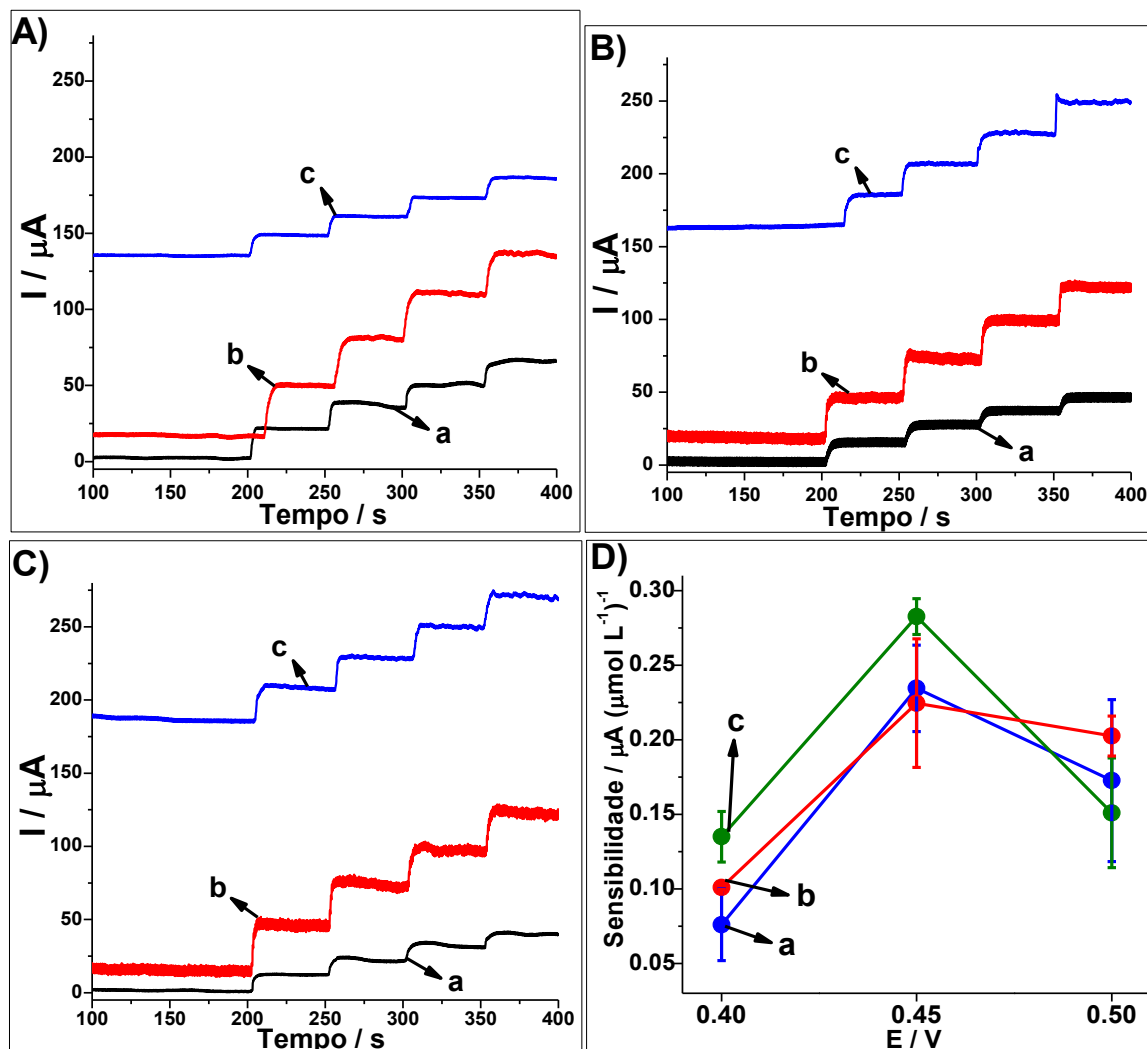 A)
I / µA
250
200
150
100
50
0
c
b
a
100 150 200 250 300 350 400
Tempo / s
B)
I / µA
250
200
150
100
50
0
c
b
a
100 150 200 250 300 350 400
Tempo / s
C)
I / µA
250
200
150
100
50
0
c
b
a
100 150 200 250 300 350 400
Tempo / s
D)
Sensibilidade / µA (µmol L⁻¹)⁻¹
0.30
0.25
0.20
0.15
0.10
0.05
c
b
a
0.40 0.45 0.50
E / V